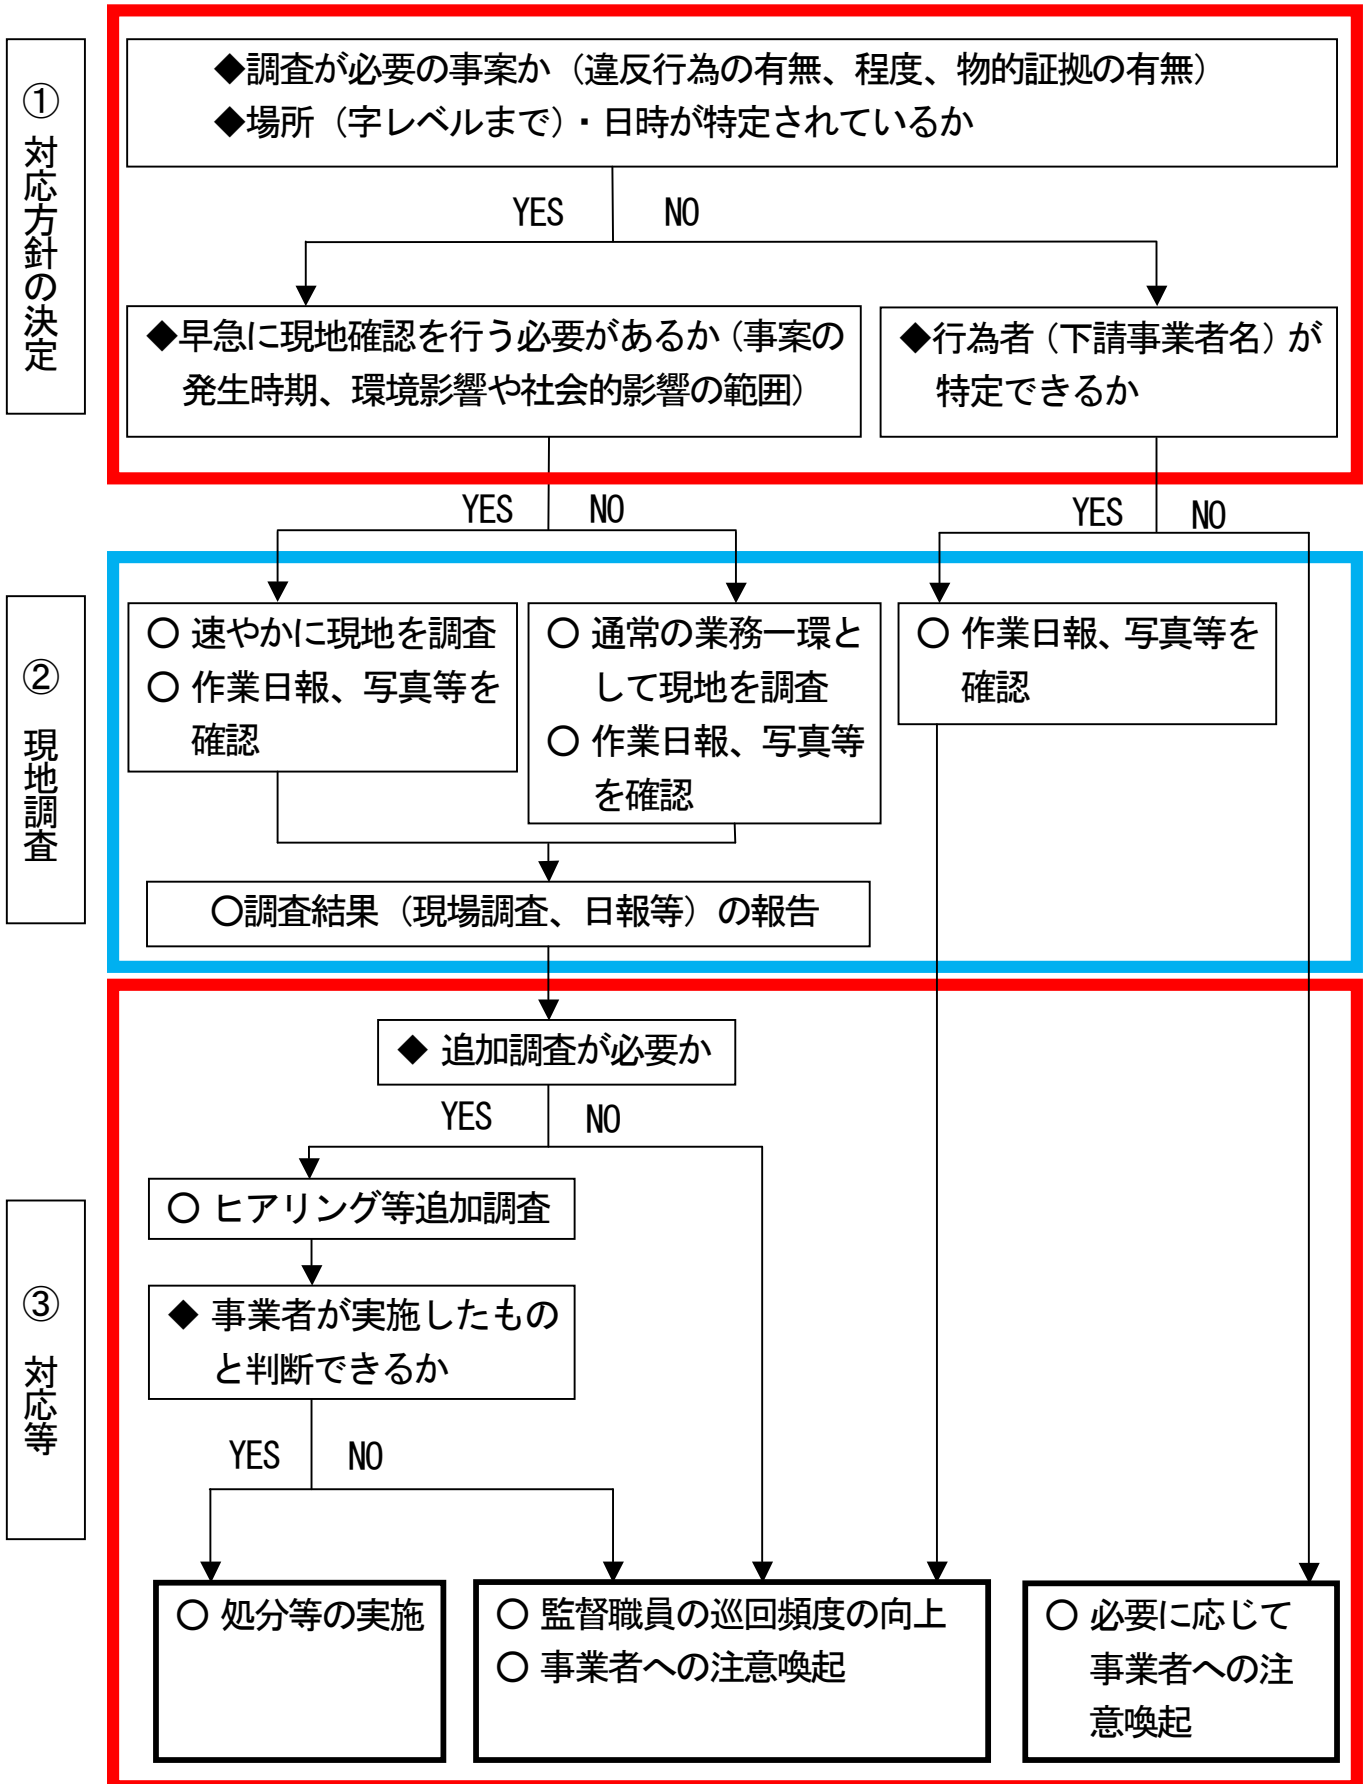 ① 対応方針の決定
◆調査が必要の事案か（違反行為の有無、程度、物的証拠の有無）
◆場所（字レベルまで）・日時が特定されているか
YES NO
◆早急に現地確認を行う必要があるか（事案の
発生時期、環境影響や社会的影響の範囲）
◆行為者（下請事業者名）が
特定できるか
YES NO
YES NO
② 現地調査
○ 速やかに現地を調査
○ 作業日報、写真等を
確認
○ 通常の業務一環と
して現地を調査
○ 作業日報、写真等
を確認
○ 作業日報、写真等を
確認
○調査結果（現場調査、日報等）の報告
③ 対応等
◆ 追加調査が必要か
YES NO
○ ヒアリング等追加調査
◆ 事業者が実施したもの
と判断できるか
YES NO
○ 処分等の実施
○ 監督職員の巡回頻度の向上
○ 事業者への注意喚起
○ 必要に応じて
事業者への注
意喚起